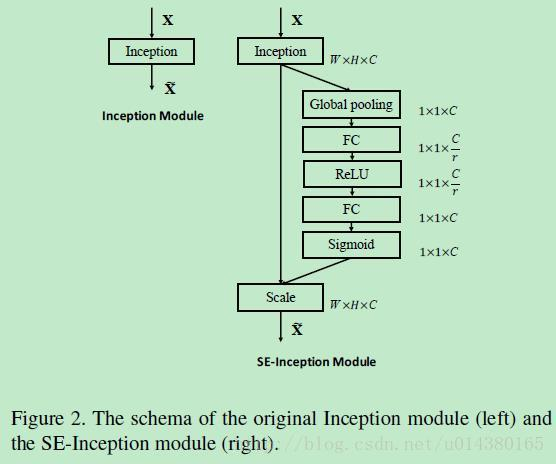 X
Inception
X̃
Inception Module
X
Inception
W×H×C
Global pooling
1×1×C
FC
1×1×C/r
ReLU
1×1×C/r
FC
1×1×C
Sigmoid
1×1×C
Scale
W×H×C
X̃
SE-Inception Module
Figure 2. The schema of the original Inception module (left) and
the SE-Inception module (right).
//blog.csdn.net/u014380165